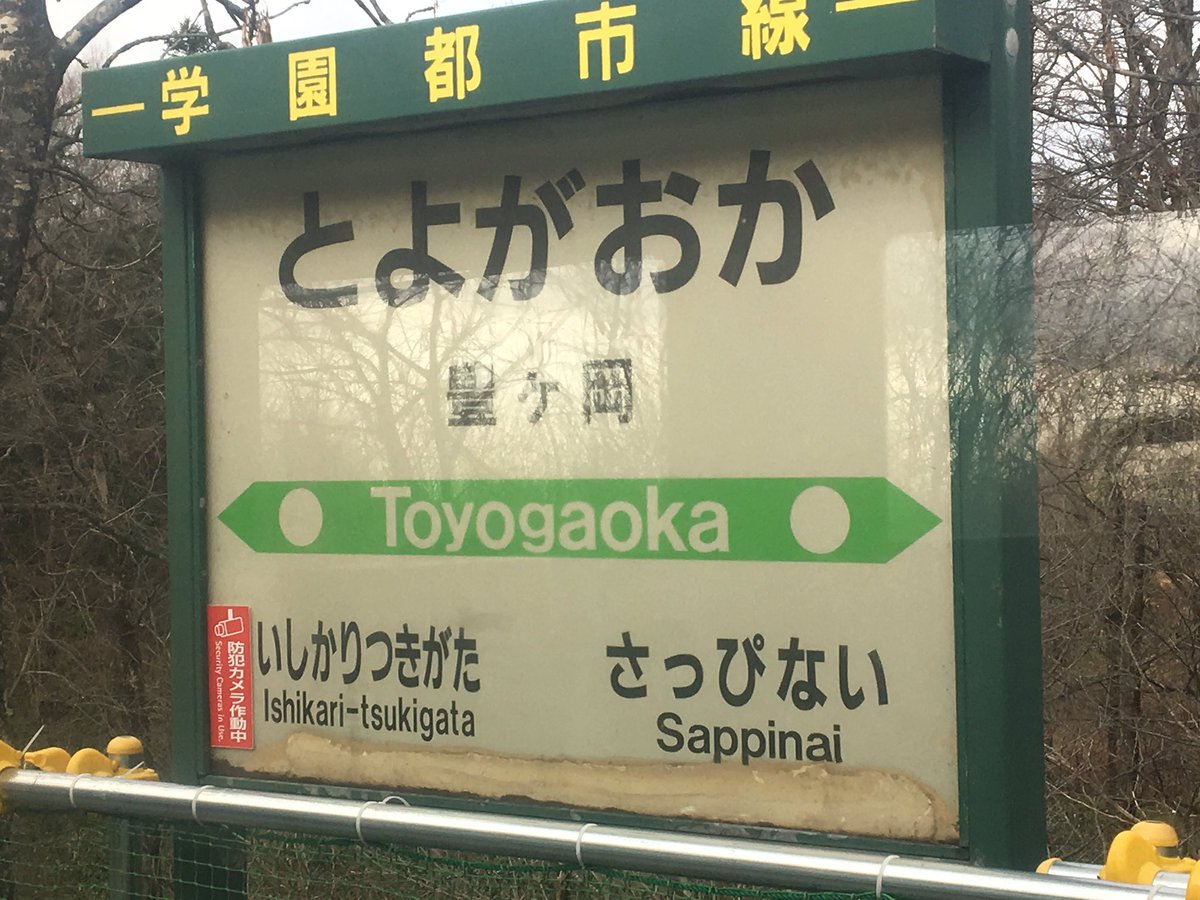 ー学園都市線ー
とよがおか
豊ヶ岡
Toyogaoka
いしかりつきがた
Ishikari-tsukigata
さっぴない
Sappinai
防犯カメラ作動中
Security Cameras in Use.